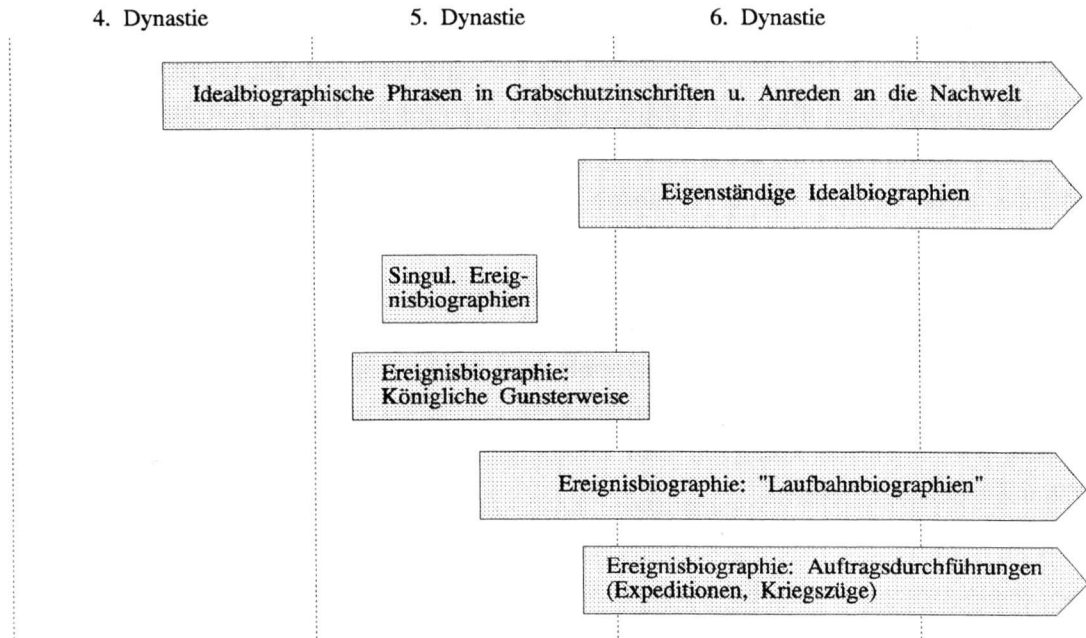 4. Dynastie 5. Dynastie 6. Dynastie
Idealbiographische Phrasen in Grabschutzinschriften u. Anreden an die Nachwelt
Eigenständige Idealbiographien
Singul. Ereig-
nisbiographien
Ereignisbiographie:
Königliche Gunsterweise
Ereignisbiographie: "Laufbahnbiographien"
Ereignisbiographie: Auftragsdurchführungen
(Expeditionen, Kriegszüge)